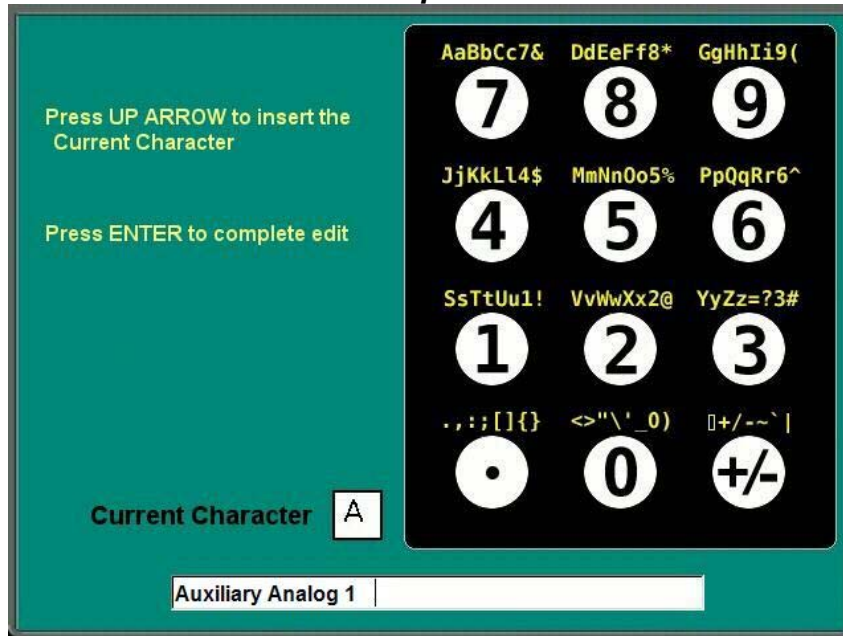 Press UP ARROW to insert the
Current Character
Press ENTER to complete edit
AaBbCc7& DdEeFf8* GgHhIi9(
7 8 9
JjKkLl4$ MmNnOo5% PpQqRr6^
4 5 6
SsTtUu1! VvWwXx2@ YyZz=?3#
1 2 3
.,:;[]{} <>"\'_0) ▯+/-~`|
• 0 +/-
Current Character A
Auxiliary Analog 1